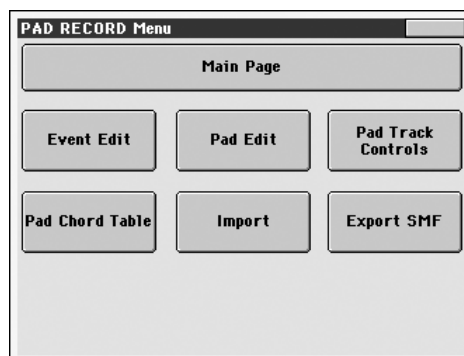 PAD RECORD Menu
Main Page
Event Edit
Pad Edit
Pad Track
Controls
Pad Chord Table
Import
Export SMF